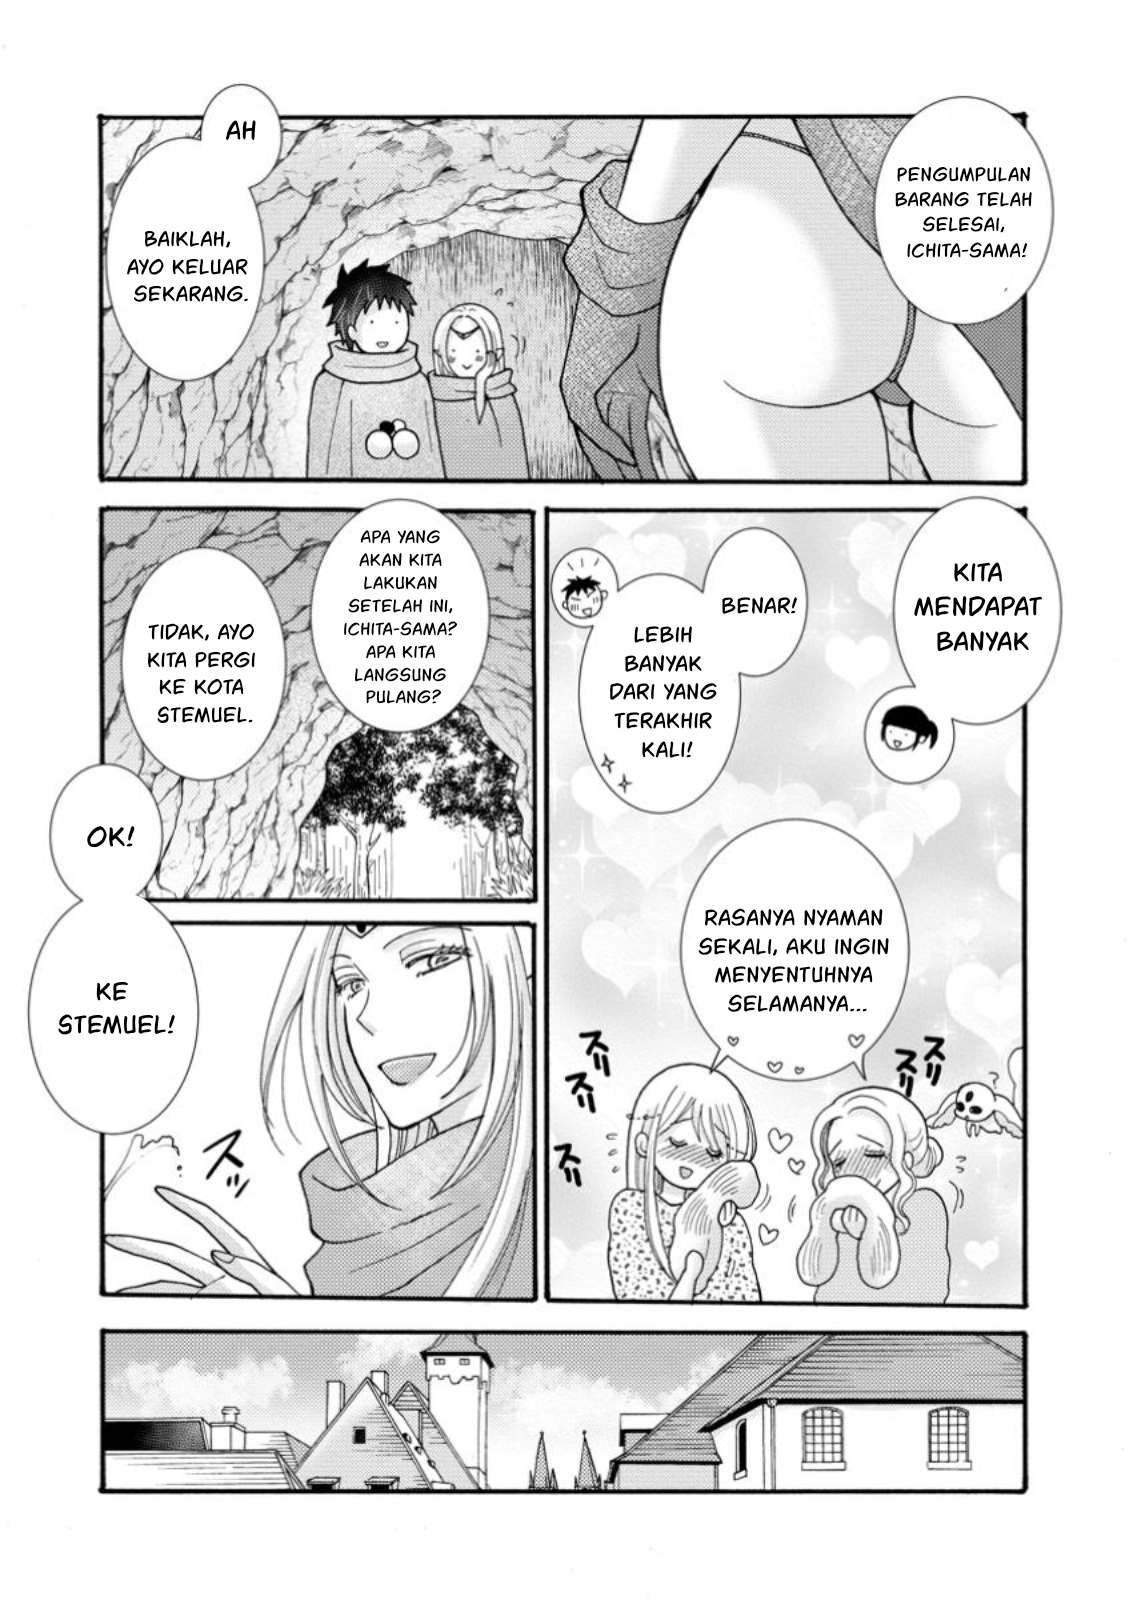 PENGUMPULAN
BARANG TELAH
SELESAI,
ICHITA-SAMA!
AH
BAIKLAH,
AYO KELUAR
SEKARANG.
KITA
MENDAPAT
BANYAK
BENAR!
LEBIH
BANYAK
DARI YANG
TERAKHIR
KALI!
RASANYA NYAMAN
SEKALI, AKU INGIN
MENYENTUHNYA
SELAMANYA...
スリ
スリ
スリ
スリ
スリ
?
APA YANG
AKAN KITA
LAKUKAN
SETELAH INI,
ICHITA-SAMA?
APA KITA
LANGSUNG
PULANG?
TIDAK, AYO
KITA PERGI
KE KOTA
STEMUEL.
OK!
KE
STEMUEL!
スッ